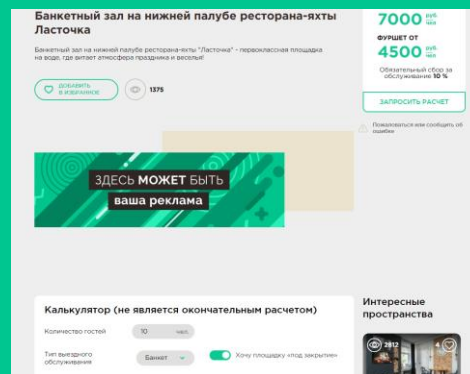 Банкетный зал на нижней палубе ресторана-яхты
Ласточка
Банкетный зал на нижней палубе ресторана-яхты "Ласточка" - первоклассная площадка
на воде, где витает атмосфера праздника и веселья!
ДОБАВИТЬ
В ИЗБРАННОЕ
1375
7000 руб.
чел
ФУРШЕТ ОТ
4500 руб.
чел
Обязательный сбор за
обслуживание 10 %
ЗАПРОСИТЬ РАСЧЕТ
Пожаловаться или сообщить об
ошибке
ЗДЕСЬ МОЖЕТ БЫТЬ
ваша реклама
Калькулятор (не является окончательным расчетом)
Количество гостей
10 чел.
Тип выездного
обслуживания
Банкет
Хочу площадку «под закрытие»
Интересные
пространства
2812
4